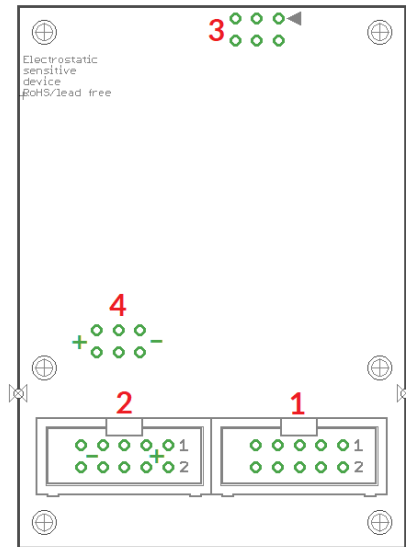 3
Electrostatic
sensitive
device
RoHS/lead free
4
+ -
2 1
1 1
- +
2 2